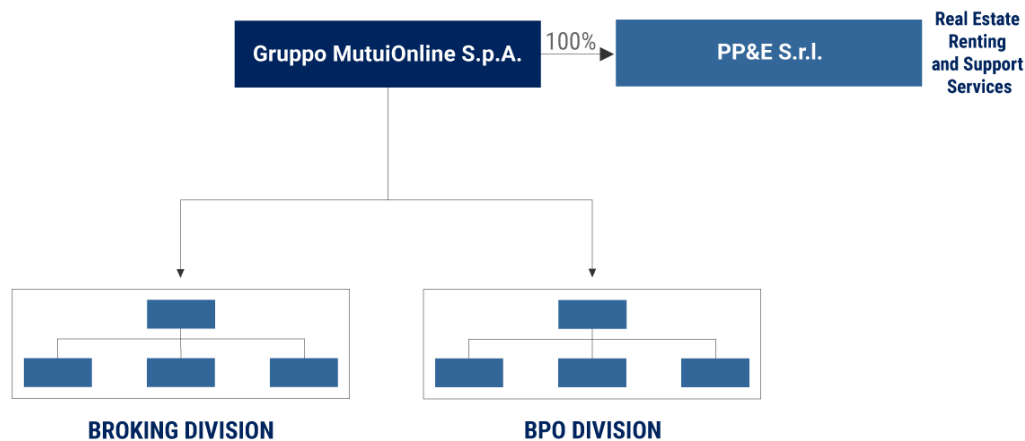 Gruppo MutuiOnline S.p.A.
100%
PP&E S.r.l.
Real Estate
Renting
and Support
Services
BROKING DIVISION
BPO DIVISION